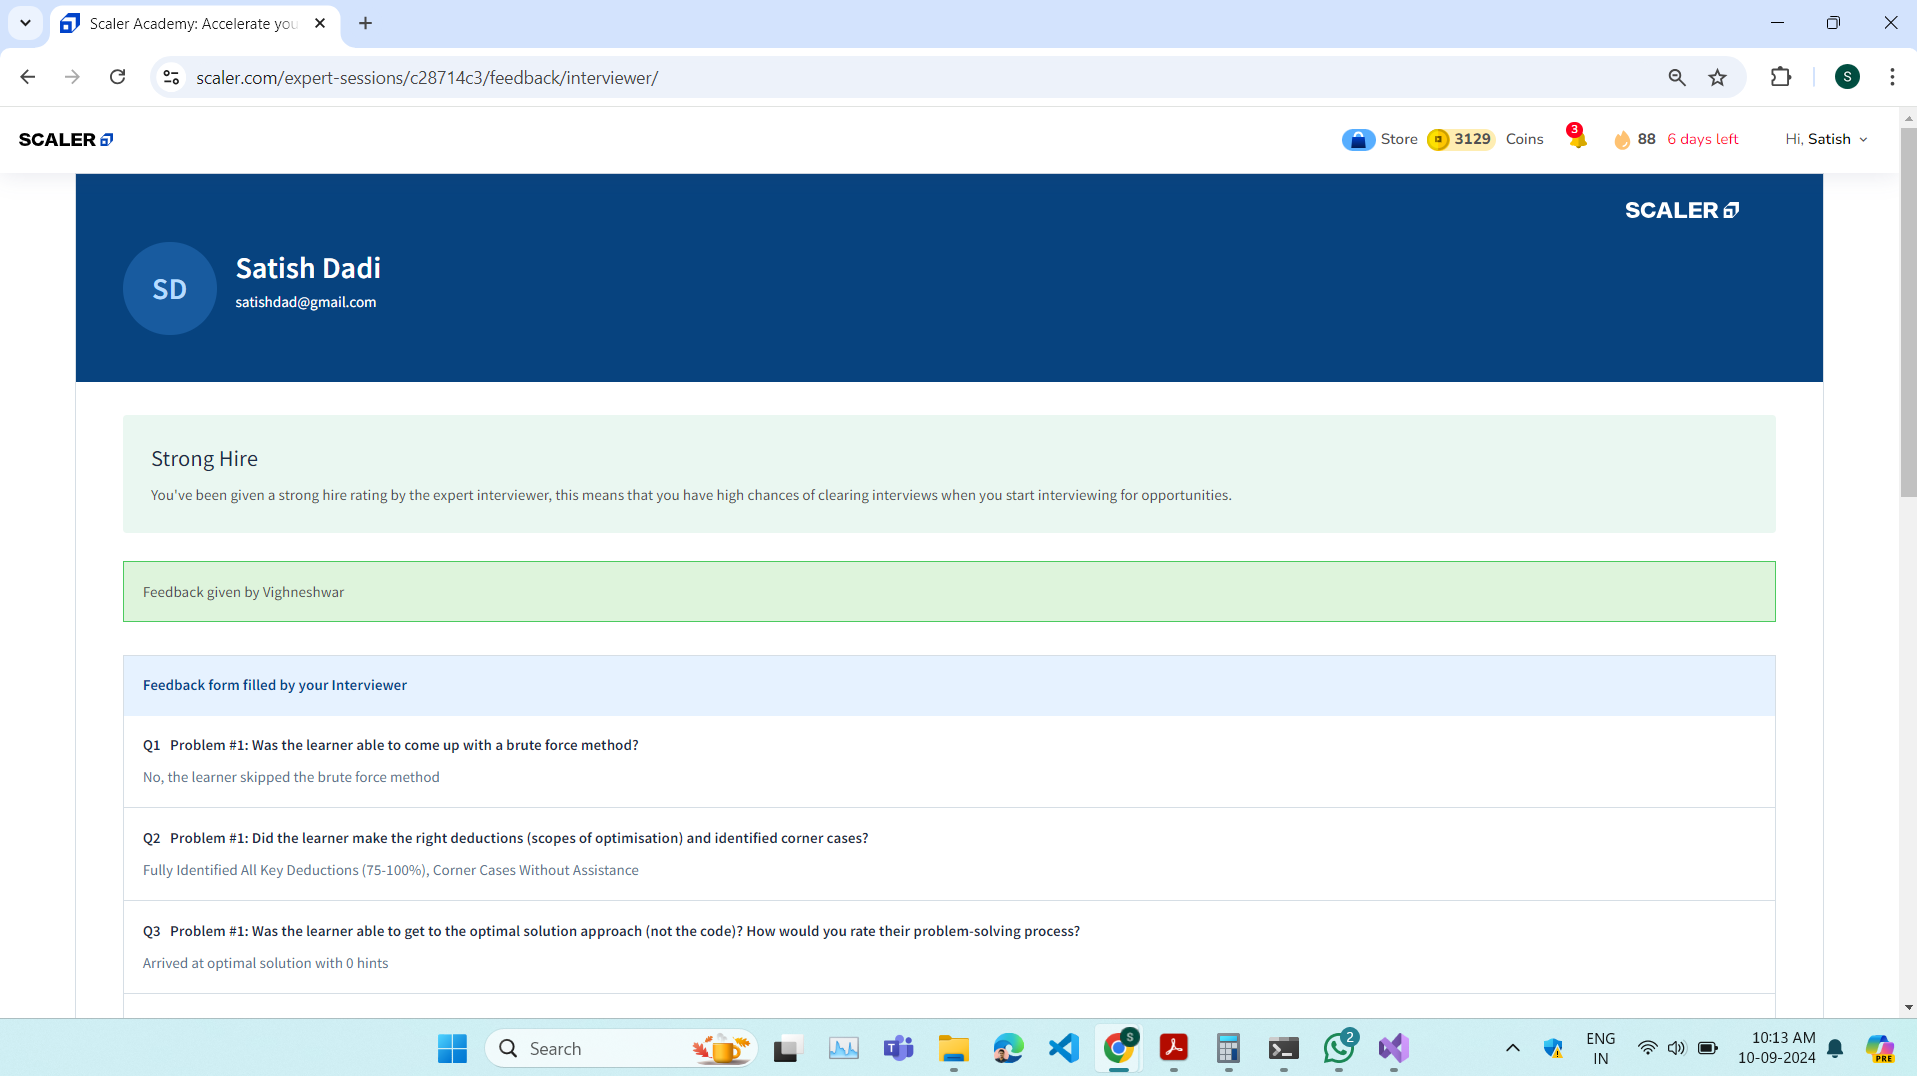 Scaler Academy: Accelerate you
scaler.com/expert-sessions/c28714c3/feedback/interviewer/
S
SCALER
Store
3129 Coins
3
88
6 days left
Hi, Satish
SCALER
SD
Satish Dadi
satishdad@gmail.com
Strong Hire
You've been given a strong hire rating by the expert interviewer, this means that you have high chances of clearing interviews when you start interviewing for opportunities.
Feedback given by Vighneshwar
Feedback form filled by your Interviewer
Q1 Problem #1: Was the learner able to come up with a brute force method?
No, the learner skipped the brute force method
Q2 Problem #1: Did the learner make the right deductions (scopes of optimisation) and identified corner cases?
Fully Identified All Key Deductions (75-100%), Corner Cases Without Assistance
Q3 Problem #1: Was the learner able to get to the optimal solution approach (not the code)? How would you rate their problem-solving process?
Arrived at optimal solution with 0 hints
Search
S
2
ENG
IN
10:13 AM
10-09-2024
PRE